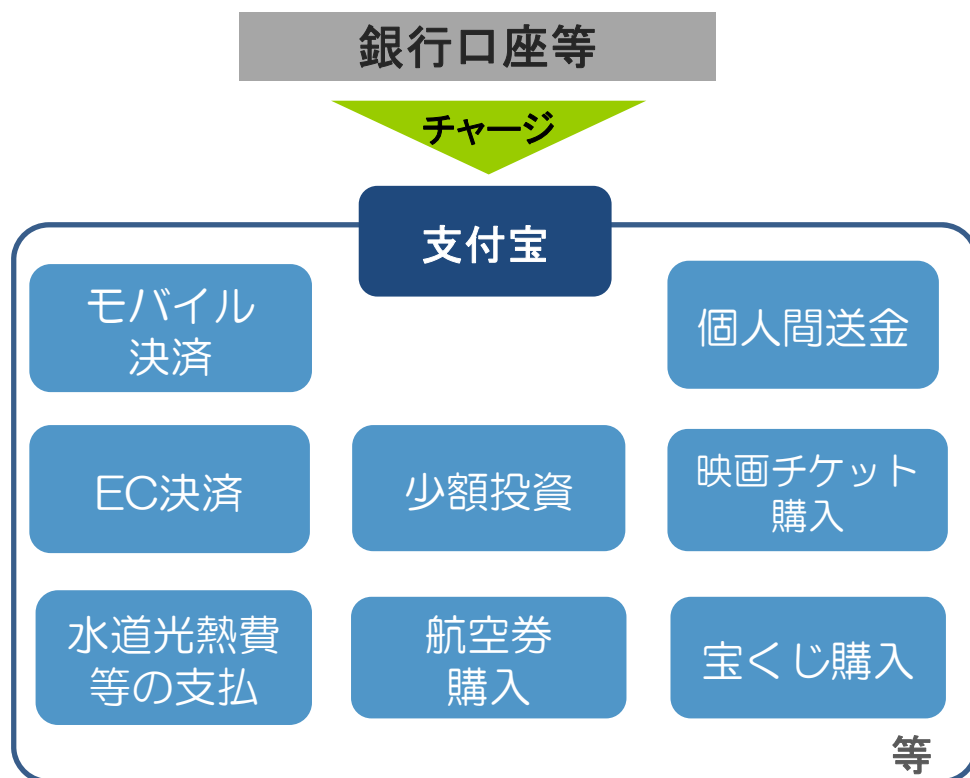 銀行口座等
チャージ
支付宝
モバイル
決済
個人間送金
EC決済
少額投資
映画チケット
購入
水道光熱費
等の支払
航空券
購入
宝くじ購入
等